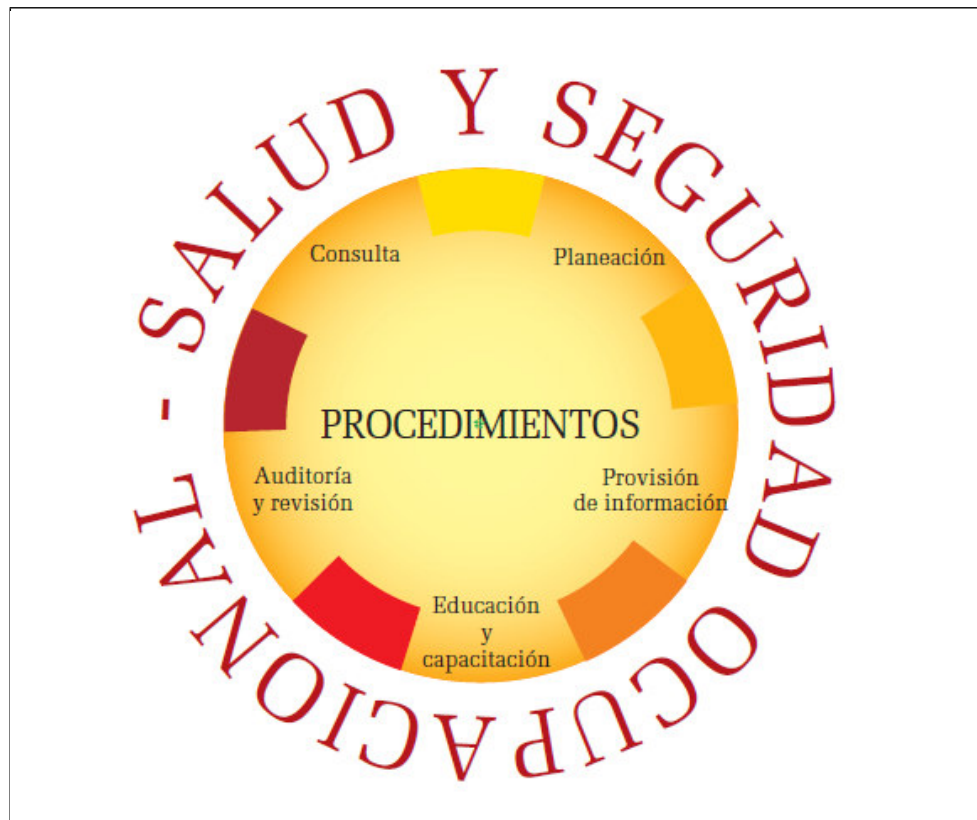 SALUD Y SEGURIDAD OCUPACIONAL -
Consulta
Planeación
PROCEDIMIENTOS
Auditoría
y revisión
Provisión
de información
Educación
y
capacitación